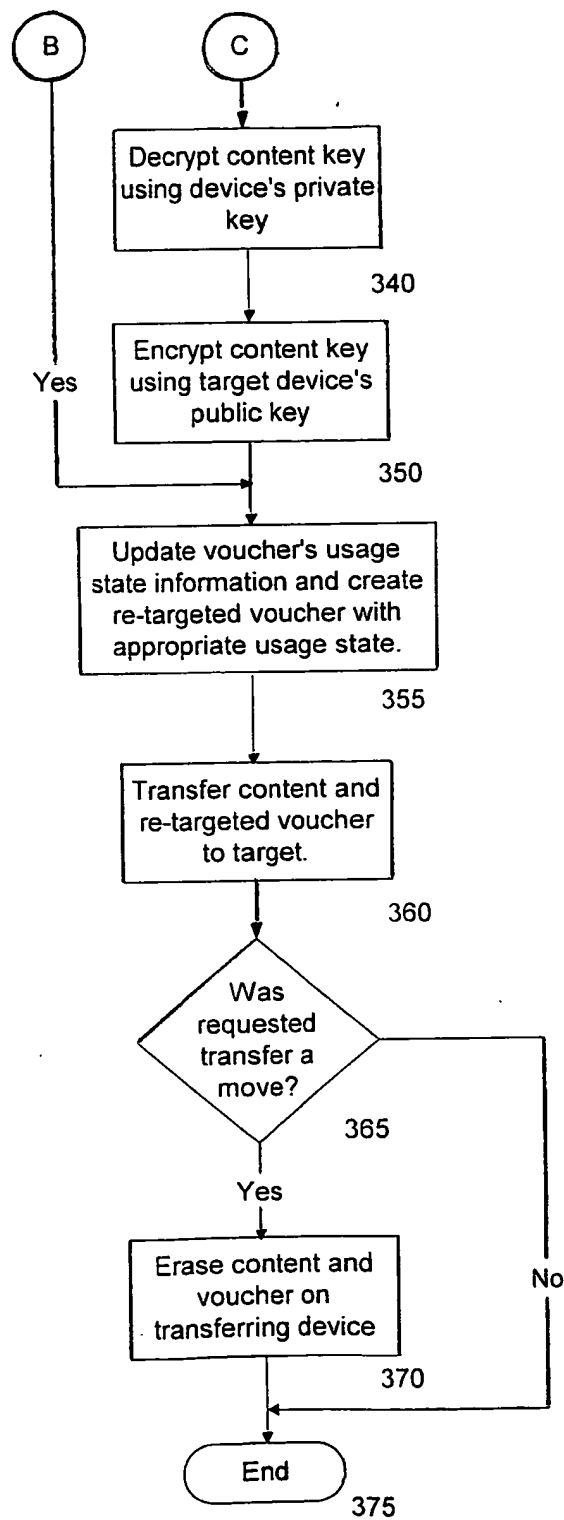 B
C
Decrypt content key
using device's private
key
340
Encrypt content key
using target device's
public key
Yes
350
Update voucher's usage
state information and create
re-targeted voucher with
appropriate usage state.
355
Transfer content and
re-targeted voucher
to target.
360
Was
requested
transfer a
move?
365
Yes
Erase content and
voucher on
transferring device
No
370
End
375